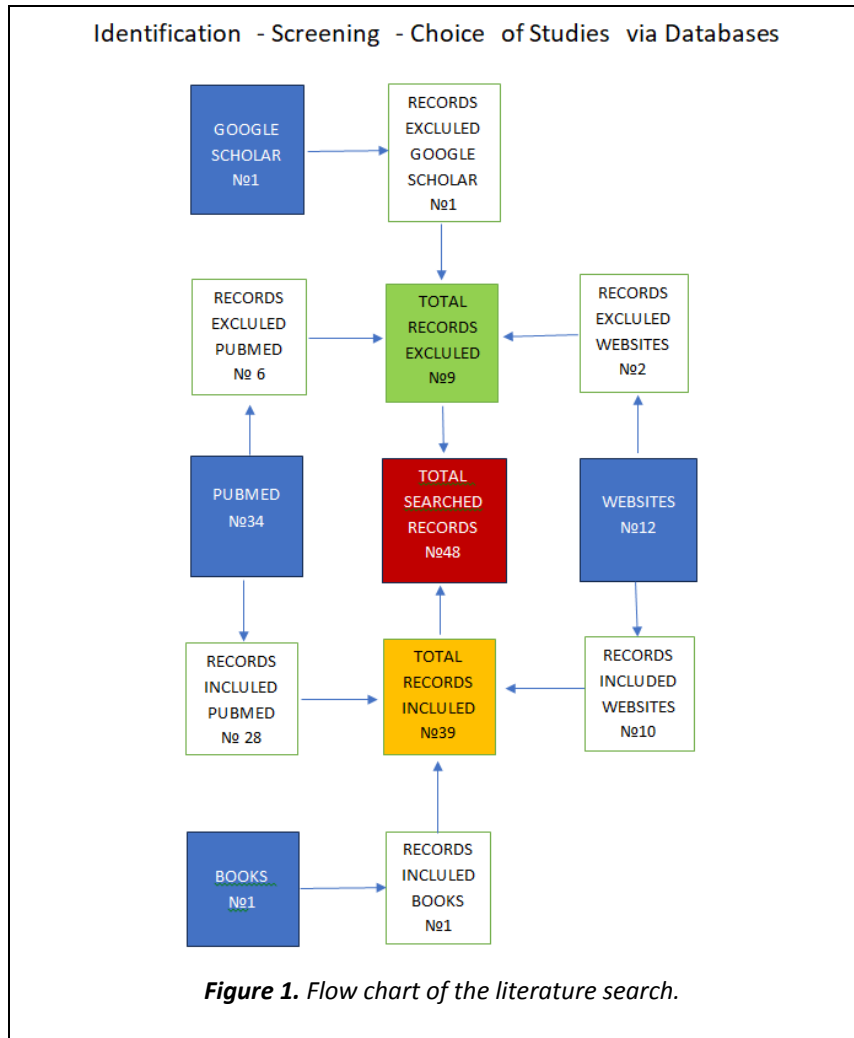 Identification - Screening - Choice of Studies via Databases
GOOGLE
SCHOLAR
№1
RECORDS
EXCLULED
GOOGLE
SCHOLAR
№1
RECORDS
EXCLULED
PUBMED
№ 6
TOTAL
RECORDS
EXCLULED
№9
RECORDS
EXCLULED
WEBSITES
№2
PUBMED
№34
TOTAL
SEARCHED
RECORDS
№48
WEBSITES
№12
RECORDS
INCLULED
PUBMED
№ 28
TOTAL
RECORDS
INCLULED
№39
RECORDS
INCLUDED
WEBSITES
№10
BOOKS
№1
RECORDS
INCLULED
BOOKS
№1
Figure 1. Flow chart of the literature search.